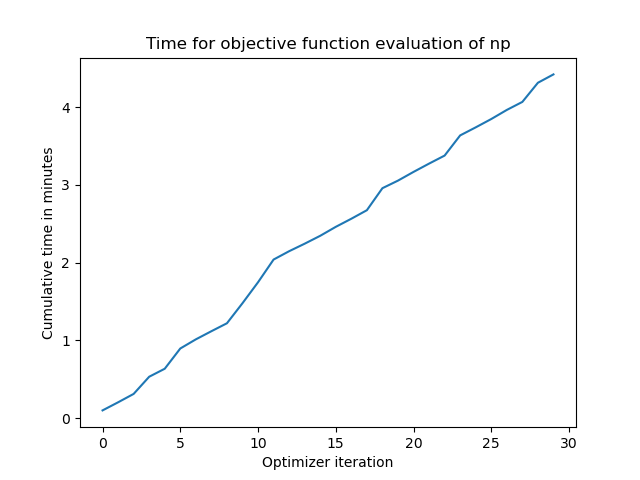 Time for objective function evaluation of np
Cumulative time in minutes
4
3
2
1
0
0 5 10 15 20 25 30
Optimizer iteration